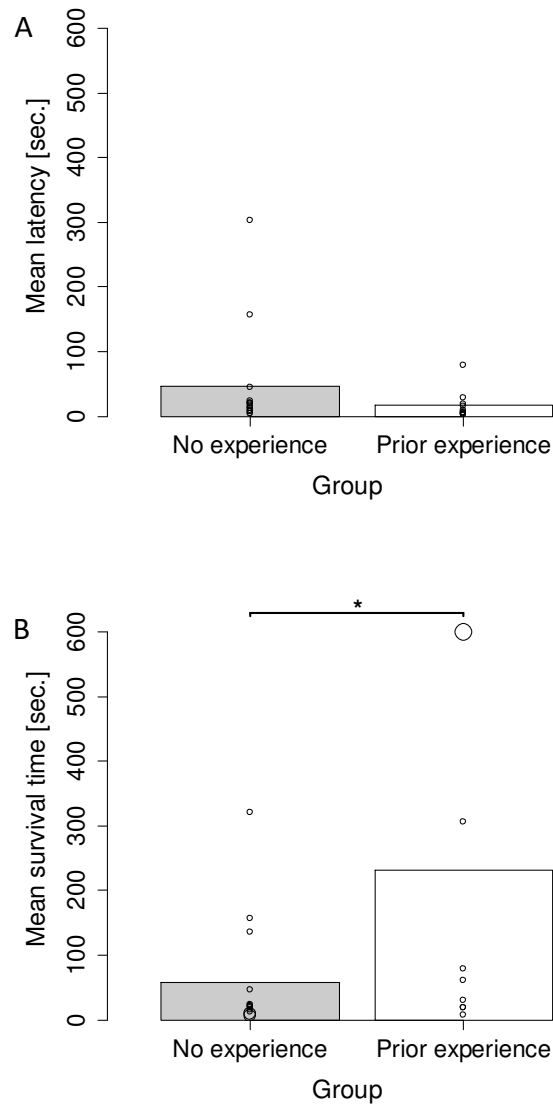 A
Mean latency [sec.]
600
500
400
300
200
100
0
No experience Prior experience
Group
B
*
Mean survival time [sec.]
600
500
400
300
200
100
0
No experience Prior experience
Group